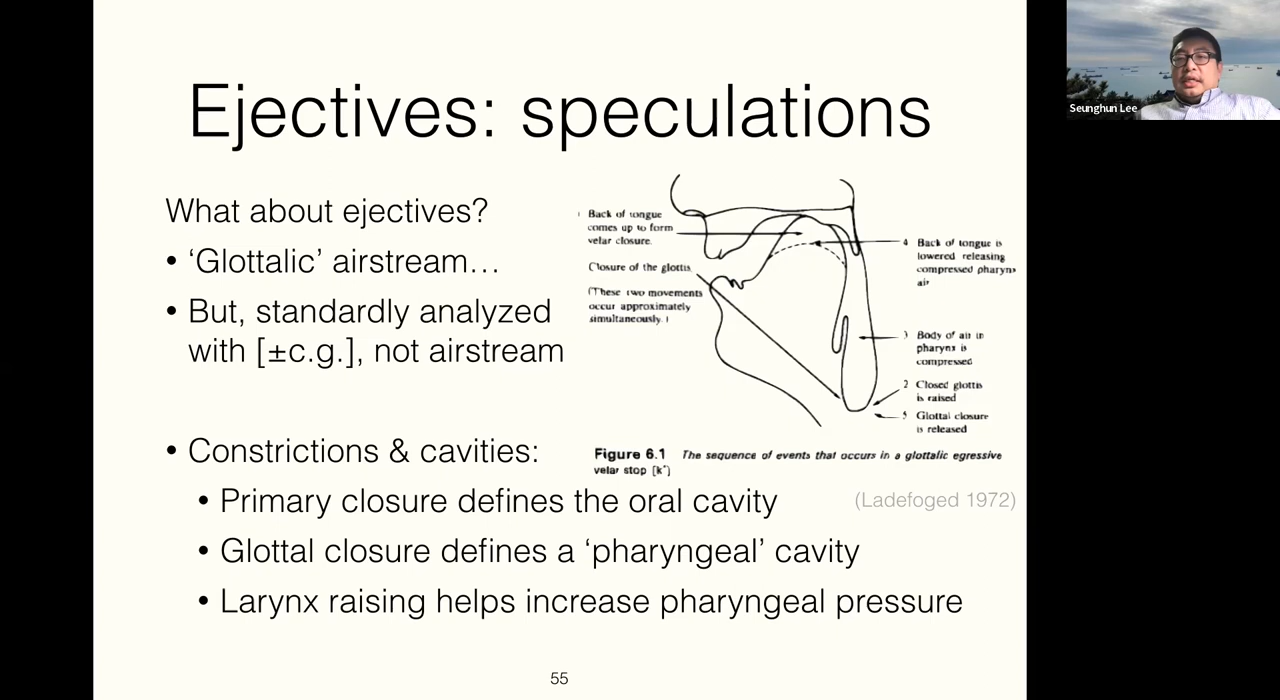 Ejectives: speculations
What about ejectives?
• ‘Glottalic’ airstream…
• But, standardly analyzed
with [±c.g.], not airstream
• Constrictions & cavities:
• Primary closure defines the oral cavity
• Glottal closure defines a ‘pharyngeal’ cavity
• Larynx raising helps increase pharyngeal pressure
1 Back of tongue
comes up to form
velar closure.
Closure of the glottis.
(These two movements
occur approximately
simultaneously.)
4 Back of tongue is
lowered releasing
compressed pharyn
air
3 Body of air in
pharynx is
compressed
2 Closed glottis
is raised
5 Glottal closure
is released
Figure 6.1 The sequence of events that occurs in a glottalic egressive
velar stop [k’]
(Ladefoged 1972)
55
Seunghun Lee